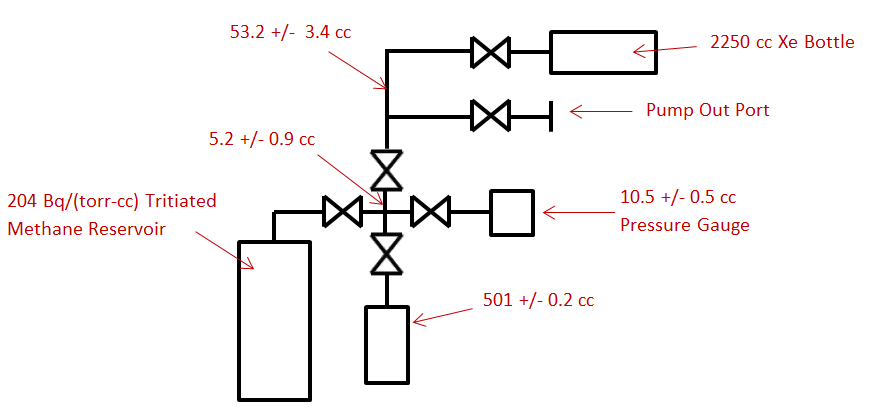 53.2 +/- 3.4 cc
2250 cc Xe Bottle
Pump Out Port
5.2 +/- 0.9 cc
204 Bq/(torr-cc) Tritiated
Methane Reservoir
10.5 +/- 0.5 cc
Pressure Gauge
501 +/- 0.2 cc